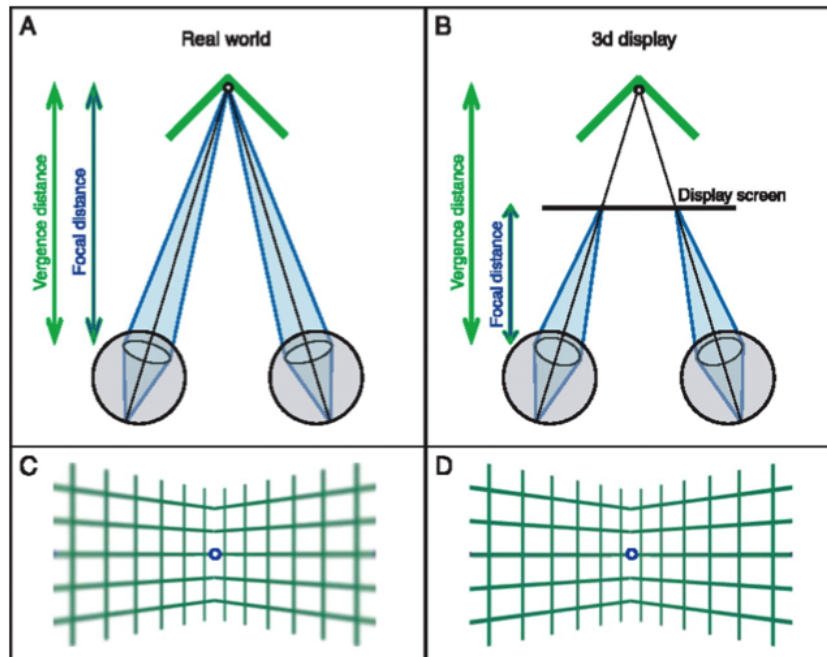 A
Real world
Vergence distance
Focal distance
B
3d display
Vergence distance
Focal distance
Display screen
C
D